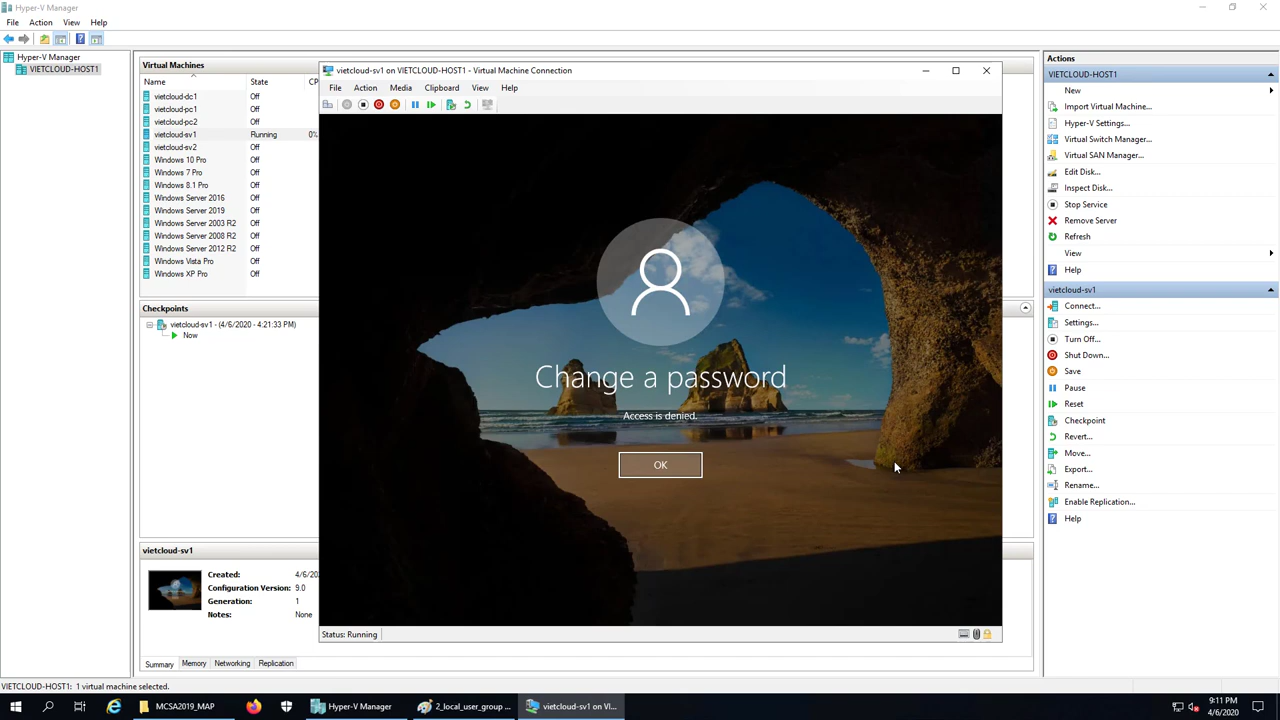 Hyper-V Manager
File Action View Help
Hyper-V Manager
VIETCLOUD-HOST1
Virtual Machines
Name State CP
vietcloud-dc1 Off
vietcloud-pc1 Off
vietcloud-pc2 Off
vietcloud-sv1 Running 0%
vietcloud-sv2 Off
Windows 10 Pro Off
Windows 7 Pro Off
Windows 8.1 Pro Off
Windows Server 2016 Off
Windows Server 2019 Off
Windows Server 2003 R2 Off
Windows Server 2008 R2 Off
Windows Server 2012 R2 Off
Windows Vista Pro Off
Windows XP Pro Off
Checkpoints
vietcloud-sv1 - (4/6/2020 - 4:21:33 PM)
Now
vietcloud-sv1
Created: 4/6/20
Configuration Version: 9.0
Generation: 1
Notes: None
Summary Memory Networking Replication
vietcloud-sv1 on VIETCLOUD-HOST1 - Virtual Machine Connection
File Action Media Clipboard View Help
Change a password
Access is denied.
OK
Status: Running
Actions
VIETCLOUD-HOST1
New
Import Virtual Machine...
Hyper-V Settings...
Virtual Switch Manager...
Virtual SAN Manager...
Edit Disk...
Inspect Disk...
Stop Service
Remove Server
Refresh
View
Help
vietcloud-sv1
Connect...
Settings...
Turn Off...
Shut Down...
Save
Pause
Reset
Checkpoint
Revert...
Move...
Export...
Rename...
Enable Replication...
Help
VIETCLOUD-HOST1: 1 virtual machine selected.
MCSA2019_MAP
Hyper-V Manager
2_local_user_group ...
vietcloud-sv1 on VI...
9:11 PM
4/6/2020